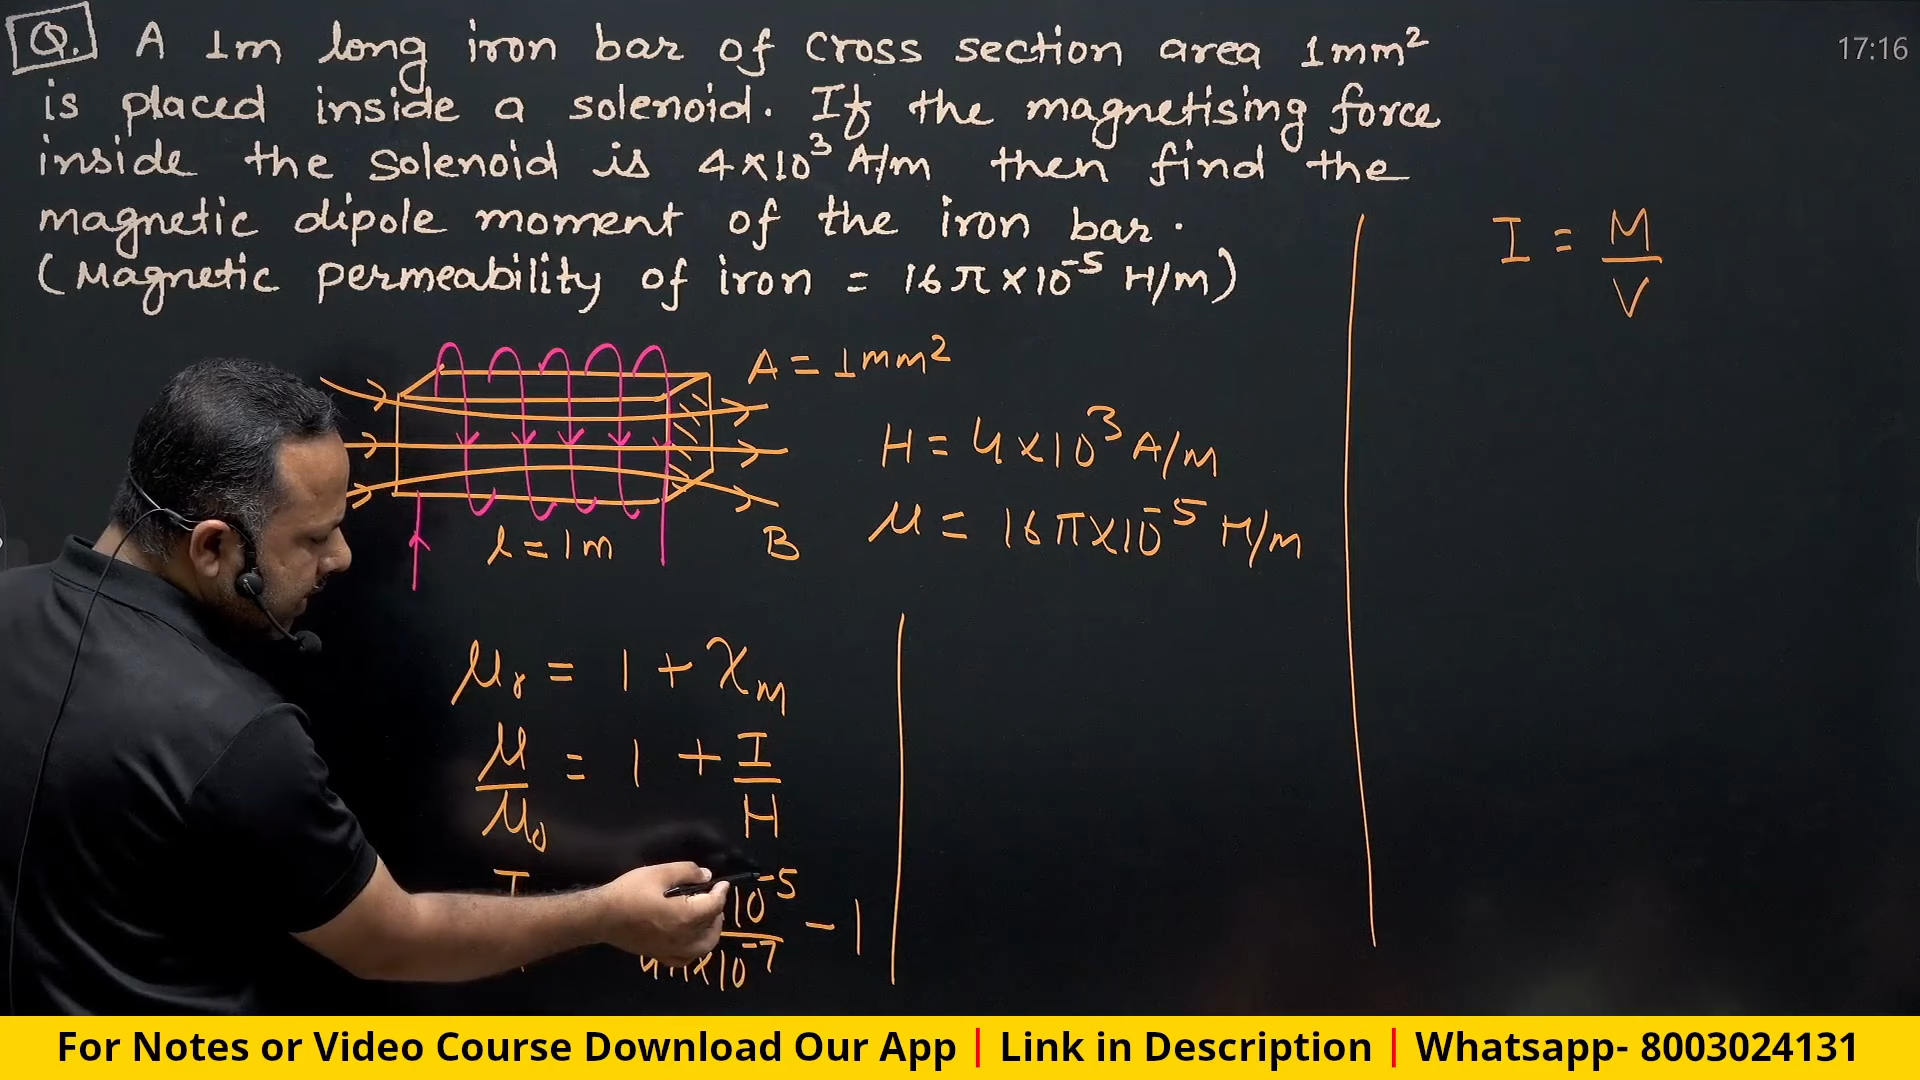 Q. A 1m long iron bar of cross section area 1mm²
is placed inside a solenoid. If the magnetising force
inside the solenoid is 4×10³ A/m then find the
magnetic dipole moment of the iron bar.
(Magnetic permeability of iron = 16π×10⁻⁵ H/m)
17:16
I = M/V
A = 1mm²
H = 4×10³ A/m
μ = 16π×10⁻⁵ H/m
l = 1m
B
μr = 1 + χm
μ/μ₀ = 1 + I/H
10⁻⁵ - 1
4π×10⁻⁷
For Notes or Video Course Download Our App | Link in Description | Whatsapp- 8003024131